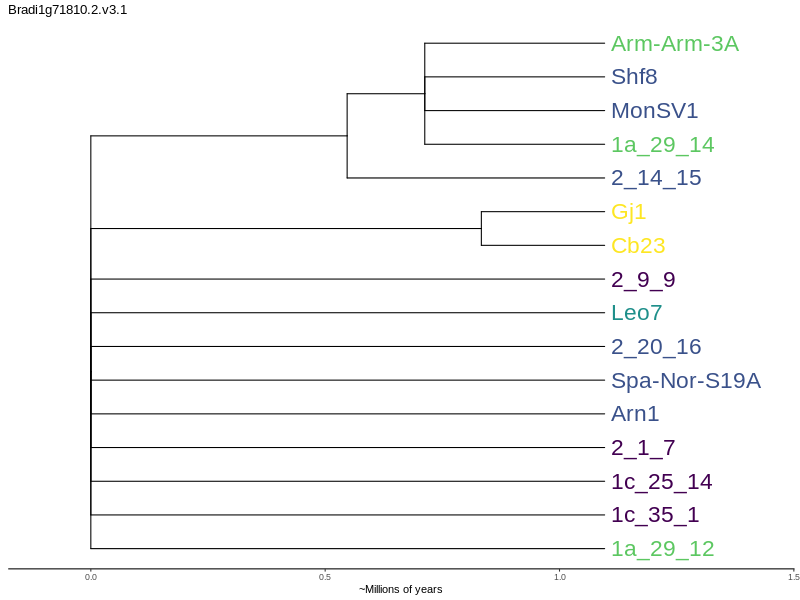 Bradi1g71810.2.v3.1
Arm-Arm-3A
Shf8
MonSV1
1a_29_14
2_14_15
Gj1
Cb23
2_9_9
Leo7
2_20_16
Spa-Nor-S19A
Arn1
2_1_7
1c_25_14
1c_35_1
1a_29_12
0.0 0.5 1.0 1.5
~Millions of years